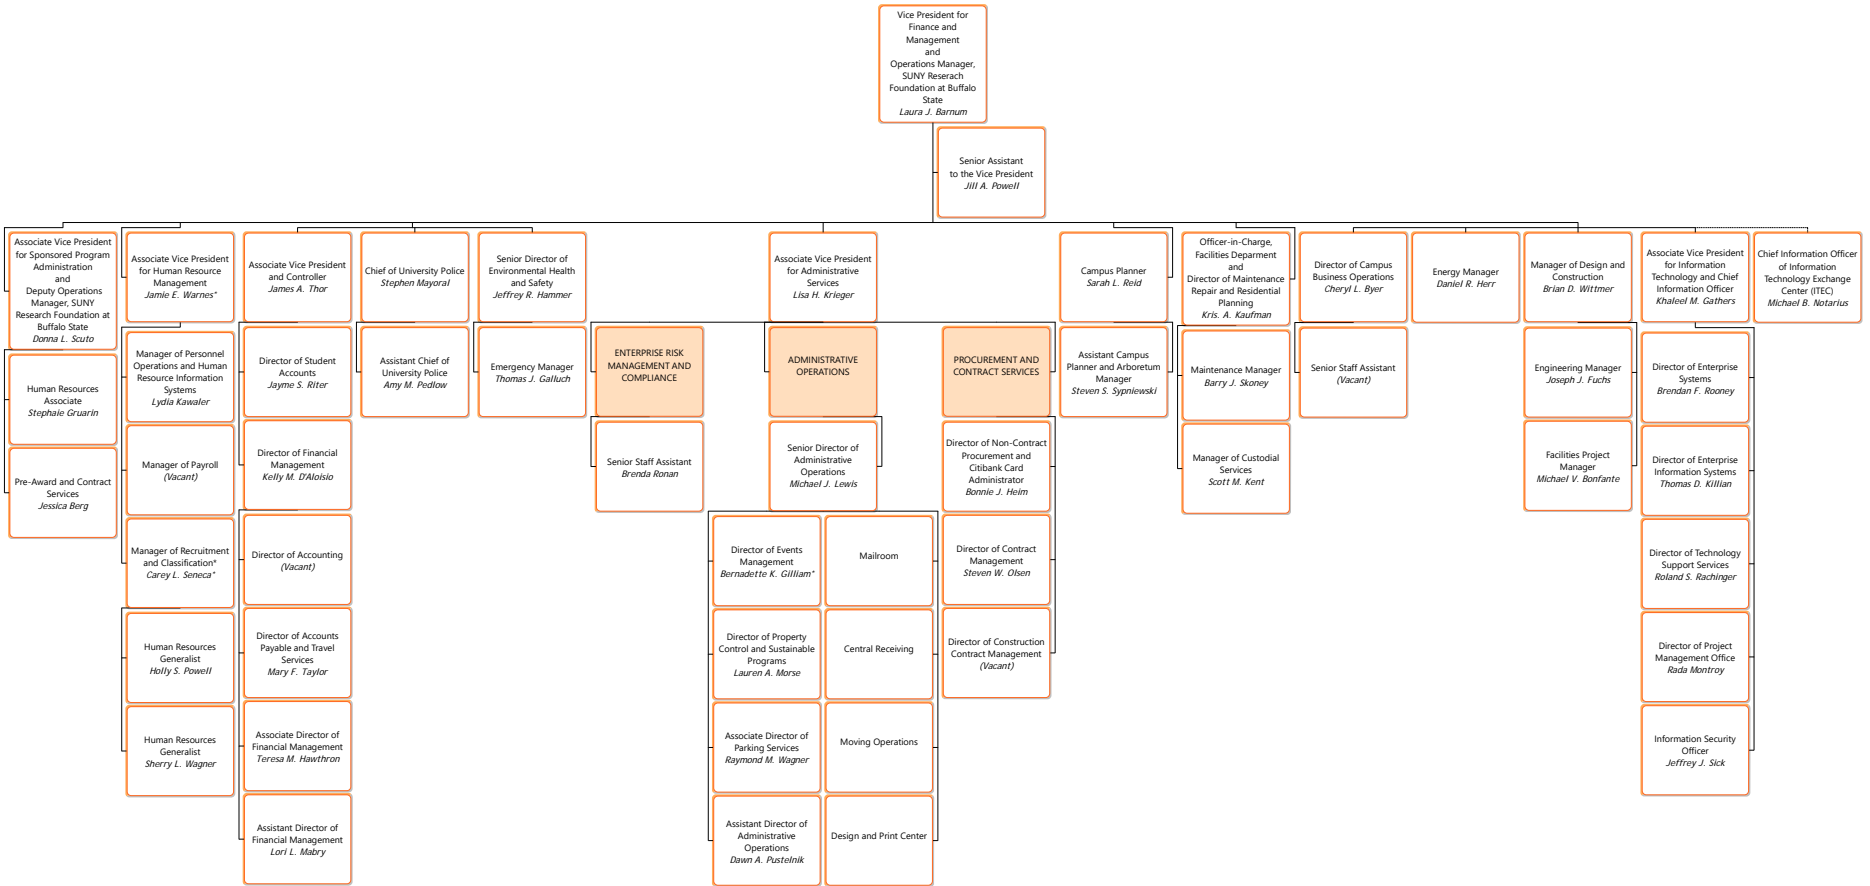 Vice President for
Finance and
Management
and
Operations Manager,
SUNY Reserach
Foundation at Buffalo
State
Laura J. Barnum
Senior Assistant
to the Vice President
Jill A. Powell
Associate Vice President
for Sponsored Program
Administration
and
Deputy Operations
Manager, SUNY
Research Foundation at
Buffalo State
Donna L. Scuto
Associate Vice President
for Human Resource
Management
Jamie E. Warnes*
Associate Vice President
and Controller
James A. Thor
Chief of University Police
Stephen Mayoral
Senior Director of
Environmental Health
and Safety
Jeffrey R. Hammer
Associate Vice President
for Administrative
Services
Lisa H. Krieger
Campus Planner
Sarah L. Reid
Officer-in-Charge,
Facilities Deparment
and
Director of Maintenance
Repair and Residential
Planning
Kris. A. Kaufman
Director of Campus
Business Operations
Cheryl L. Byer
Energy Manager
Daniel R. Herr
Manager of Design and
Construction
Brian D. Wittmer
Associate Vice President
for Information
Technology and Chief
Information Officer
Khaleel M. Gathers
Chief Information Officer
of Information
Technology Exchange
Center (ITEC)
Michael B. Notarius
Human Resources
Associate
Stephaie Gruarin
Pre-Award and Contract
Services
Jessica Berg
Manager of Personnel
Operations and Human
Resource Information
Systems
Lydia Kawaler
Manager of Payroll
(Vacant)
Manager of Recruitment
and Classification*
Carey L. Seneca*
Human Resources
Generalist
Holly S. Powell
Human Resources
Generalist
Sherry L. Wagner
Director of Student
Accounts
Jayme S. Riter
Director of Financial
Management
Kelly M. D'Aloisio
Director of Accounting
(Vacant)
Director of Accounts
Payable and Travel
Services
Mary F. Taylor
Associate Director of
Financial Management
Teresa M. Hawthron
Assistant Director of
Financial Management
Lori L. Mabry
Assistant Chief of
University Police
Amy M. Pedlow
Emergency Manager
Thomas J. Galluch
ENTERPRISE RISK
MANAGEMENT AND
COMPLIANCE
Senior Staff Assistant
Brenda Ronan
ADMINISTRATIVE
OPERATIONS
Senior Director of
Administrative
Operations
Michael J. Lewis
Director of Events
Management
Bernadette K. Gilliam*
Mailroom
Director of Property
Control and Sustainable
Programs
Lauren A. Morse
Central Receiving
Associate Director of
Parking Services
Raymond M. Wagner
Moving Operations
Assistant Director of
Administrative
Operations
Dawn A. Pustelnik
Design and Print Center
PROCUREMENT AND
CONTRACT SERVICES
Director of Non-Contract
Procurement and
Citibank Card
Administrator
Bonnie J. Heim
Director of Contract
Management
Steven W. Olsen
Director of Construction
Contract Management
(Vacant)
Assistant Campus
Planner and Arboretum
Manager
Steven S. Sypniewski
Maintenance Manager
Barry J. Skoney
Manager of Custodial
Services
Scott M. Kent
Senior Staff Assistant
(Vacant)
Engineering Manager
Joseph J. Fuchs
Facilities Project
Manager
Michael V. Bonfante
Director of Enterprise
Systems
Brendan F. Rooney
Director of Enterprise
Information Systems
Thomas D. Killian
Director of Technology
Support Services
Roland S. Rachinger
Director of Project
Management Office
Rada Montroy
Information Security
Officer
Jeffrey J. Sick